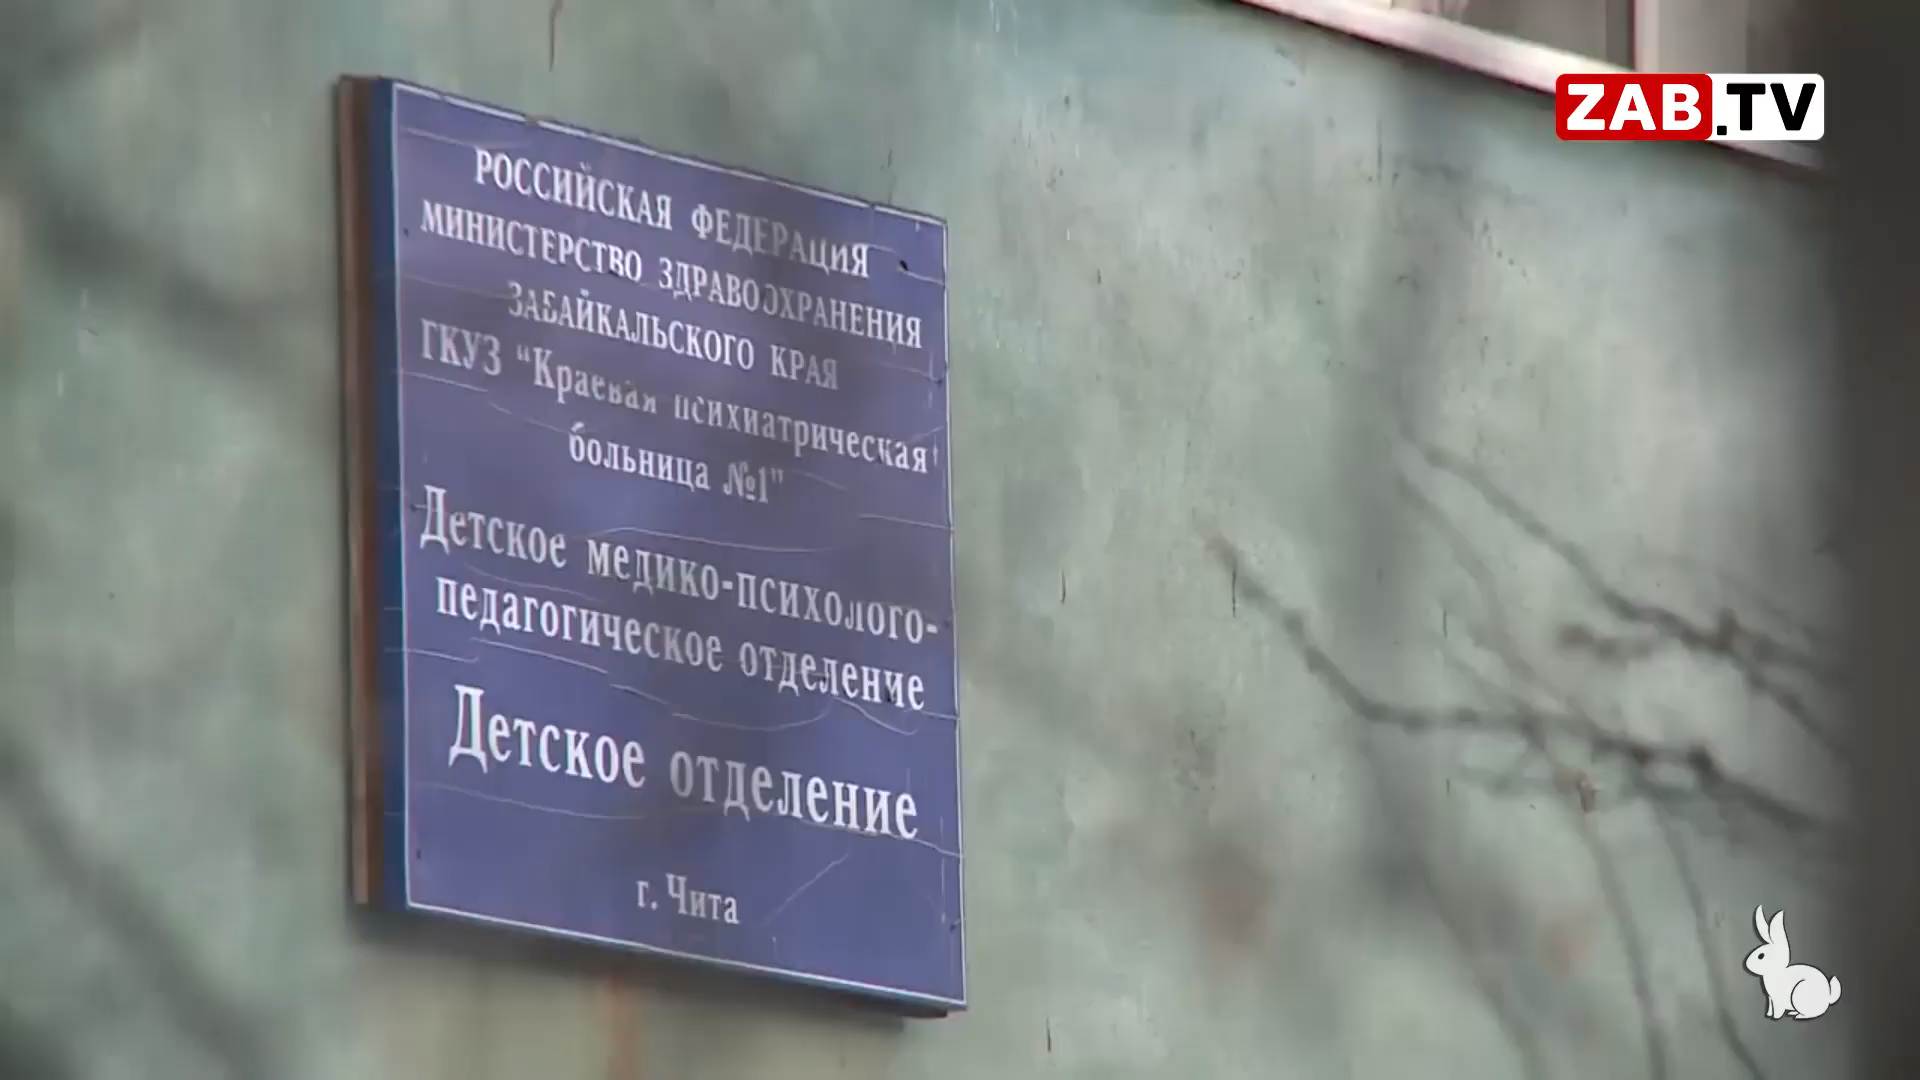 ZAB.TV
РОССИЙСКАЯ ФЕДЕРАЦИЯ
МИНИСТЕРСТВО ЗДРАВООХРАНЕНИЯ
ЗАБАЙКАЛЬСКОГО КРАЯ
ГКУЗ “Краевая психиатрическая
больница №1”
Детское медико-психолого-
педагогическое отделение
Детское отделение
г. Чита